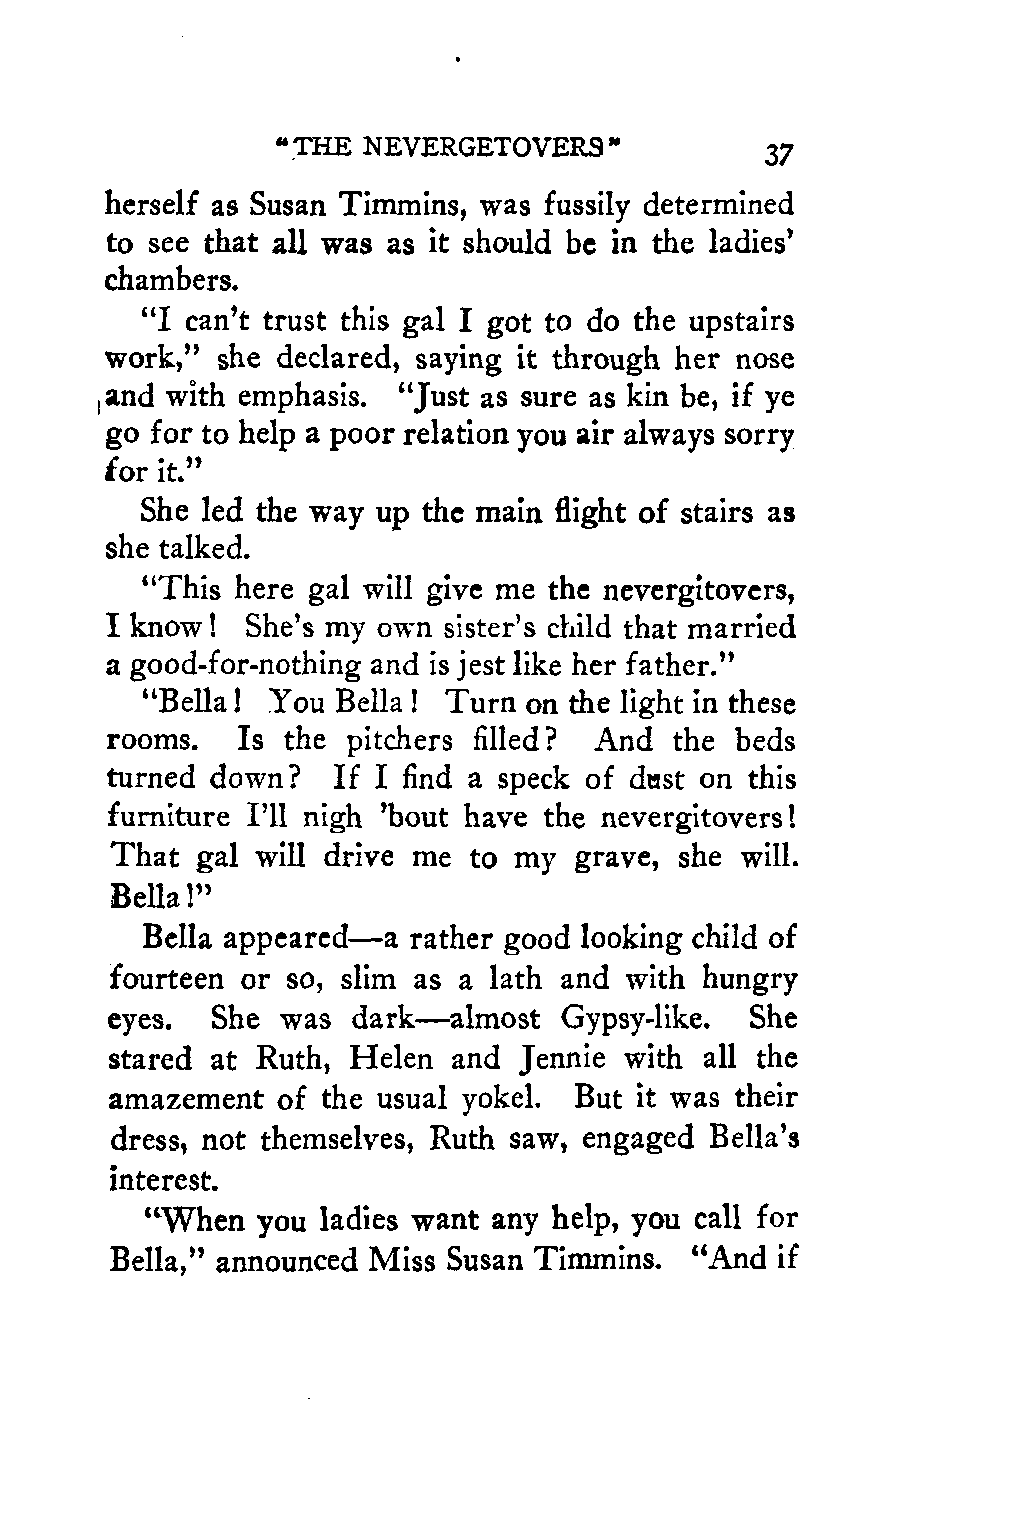 "THE NEVERGETOVERS" 37
herself as Susan Timmins, was fussily determined
to see that all was as it should be in the ladies'
chambers.
"I can't trust this gal I got to do the upstairs
work," she declared, saying it through her nose
and with emphasis. "Just as sure as kin be, if ye
go for to help a poor relation you air always sorry
for it."
She led the way up the main flight of stairs as
she talked.
"This here gal will give me the nevergitovers,
I know! She's my own sister's child that married
a good-for-nothing and is jest like her father."
"Bella! You Bella! Turn on the light in these
rooms. Is the pitchers filled? And the beds
turned down? If I find a speck of dust on this
furniture I'll nigh 'bout have the nevergitovers!
That gal will drive me to my grave, she will.
Bella!"
Bella appeared—a rather good looking child of
fourteen or so, slim as a lath and with hungry
eyes. She was dark—almost Gypsy-like. She
stared at Ruth, Helen and Jennie with all the
amazement of the usual yokel. But it was their
dress, not themselves, Ruth saw, engaged Bella's
interest.
"When you ladies want any help, you call for
Bella," announced Miss Susan Timmins. "And if